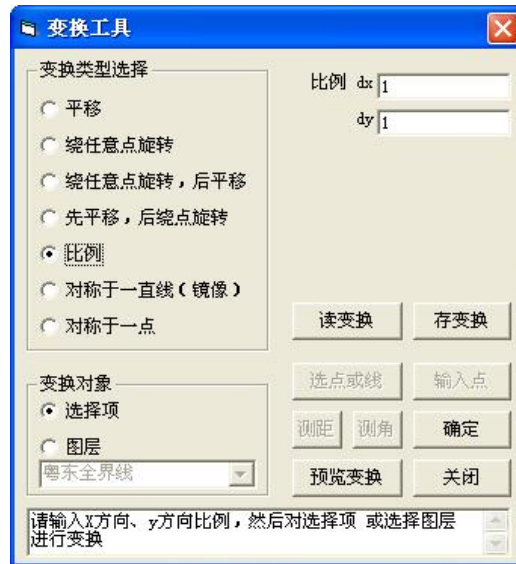 变换工具
变换类型选择
平移
绕任意点旋转
绕任意点旋转，后平移
先平移，后绕点旋转
比例
对称于一直线（镜像）
对称于一点
比例 dx 1
dy 1
读变换 存变换
变换对象
选择项
图层
粤东全界线
选点或线 输入点
测距 测角 确定
预览变换 关闭
请输入X方向、y方向比例，然后对选择项 或选择图层
进行变换